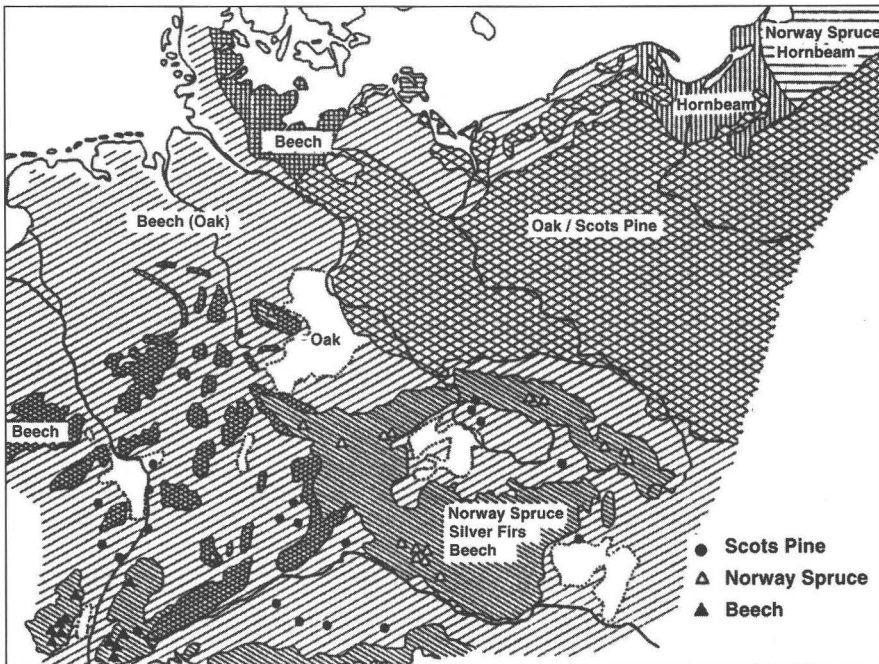 Norway Spruce
Hornbeam
Hornbeam
Beech
Beech (Oak)
Oak / Scots Pine
Oak
Beech
Norway Spruce
Silver Firs
Beech
Scots Pine
Norway Spruce
Beech